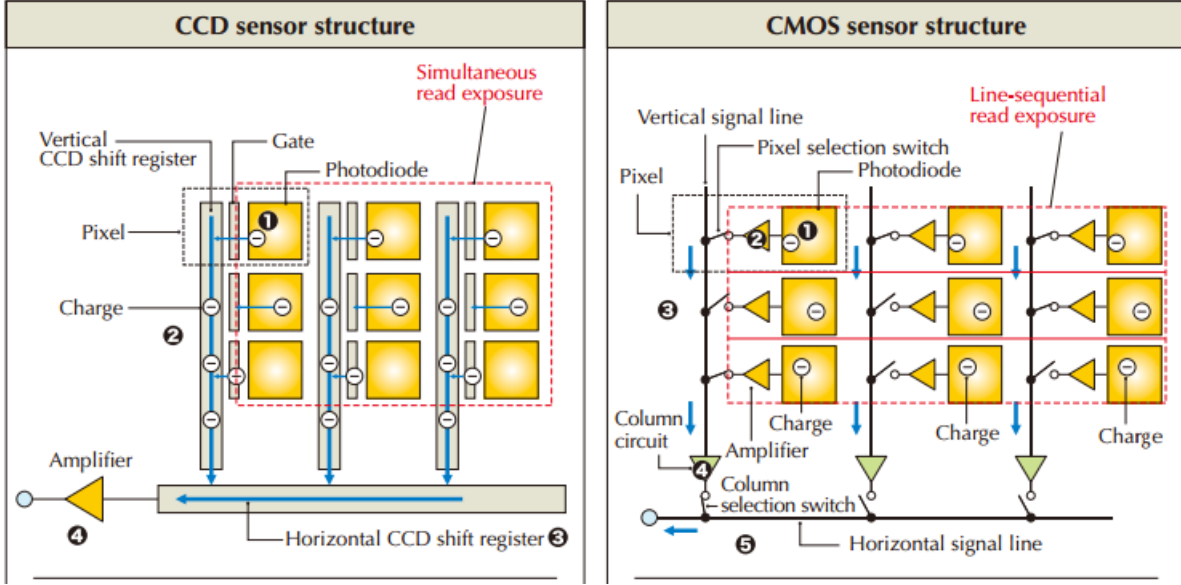 CCD sensor structure
Simultaneous
read exposure
Vertical
CCD shift register
Gate
Photodiode
❶
Pixel
Charge
❷
Amplifier
❹
Horizontal CCD shift register ❸
CMOS sensor structure
Line-sequential
read exposure
Vertical signal line
Pixel selection switch
Pixel
Photodiode
❷
❶
❸
Column
circuit
Charge
Charge
Charge
Amplifier
❹
Column
selection switch
❺
Horizontal signal line